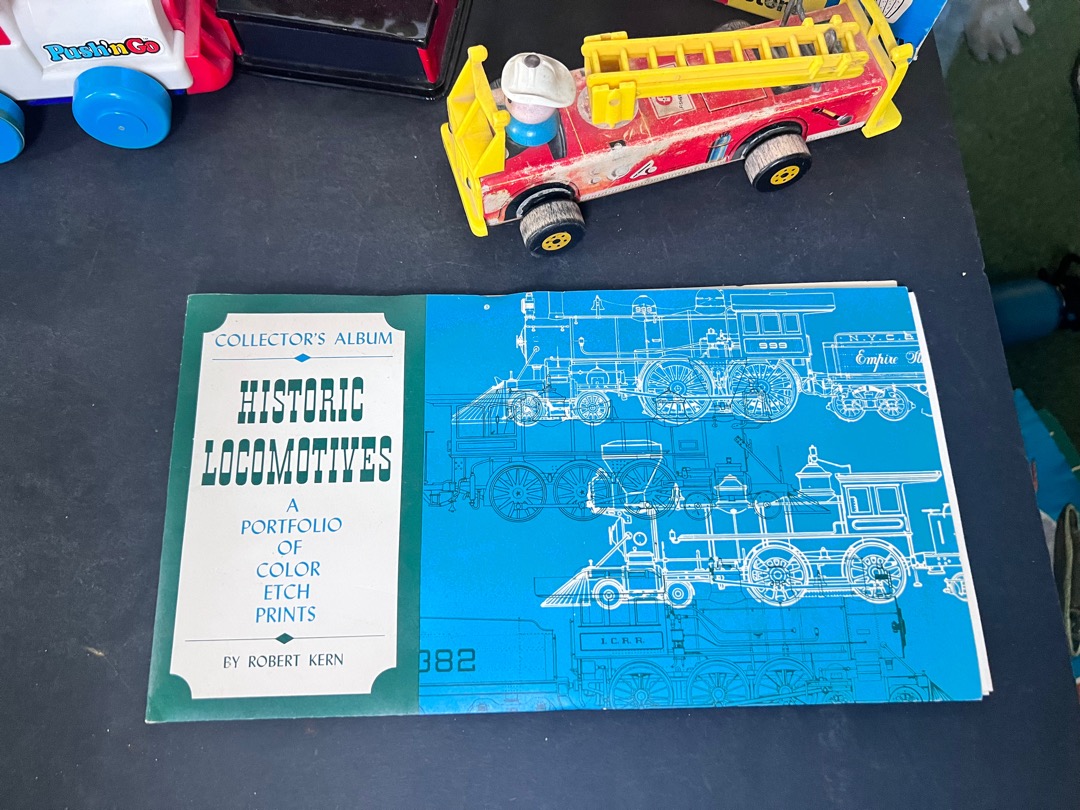 Push'n Go
COLLECTOR'S ALBUM
HISTORIC
LOCOMOTIVES
A
PORTFOLIO
OF
COLOR
ETCH
PRINTS
BY ROBERT KERN
999
N.Y.C.&
Empire
I.C.R.R.
382